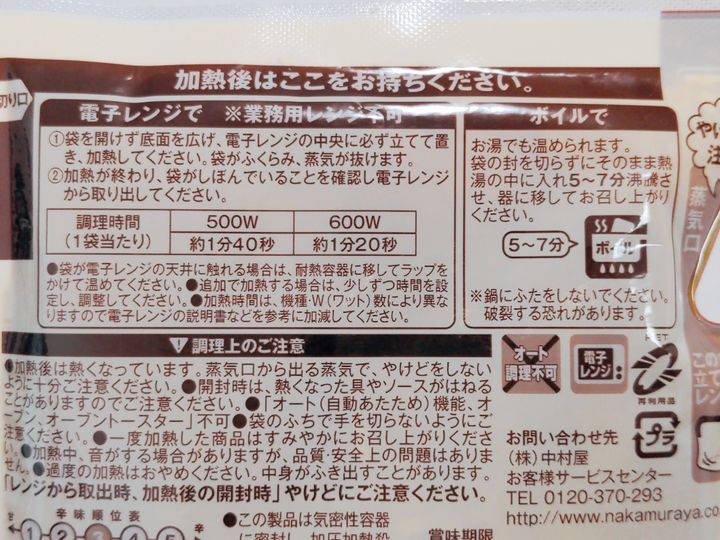 切り口
加熱後はここをお持ちください。
電子レンジで ※業務用レンジ不可
①袋を開けず底面を広げ、電子レンジの中央に必ず立てて置
き、加熱してください。袋がふくらみ、蒸気が抜けます。
②加熱が終わり、袋がしぼんでいることを確認し電子レンジ
から取り出してください。
調理時間
(1袋当たり)
500W 600W
約1分40秒 約1分20秒
●袋が電子レンジの天井に触れる場合は、耐熱容器に移してラップを
かけて温めてください。●追加で加熱する場合は、少しずつ時間を設
定し、調整してください。●加熱時間は、機種・W(ワット)数により異な
りますので電子レンジの説明書などを参考に加減してください。
ボイルで
お湯でも温められます。
袋の封を切らずにそのまま熱
湯の中に入れ5~7分沸騰さ
せ、器に移してお召し上がり
ください。
5~7分
ボイル
※鍋にふたをしないでください。
破裂する恐れがあります。
調理上のご注意
●加熱後は熱くなっています。蒸気口から出る蒸気で、やけどをしない
ように十分ご注意ください。●開封時は、熱くなった具やソースがはねる
ことがありますのでご注意ください。●「オート(自動あたため)機能、オ
ーブン、オーブントースター」不可●袋のふちで手を切らないようにご
注意ください。●一度加熱した商品はすみやかにお召し上がりくださ
い。●加熱中、音がする場合がありますが、品質・安全上の問題はありま
せん。●過度の加熱はおやめください。中身がふき出すことがあります。
「レンジから取出時、加熱後の開封時」やけどにご注意ください。
オート
調理不可
電子
レンジ
PET
再利用品
プラ
お問い合わせ先
(株)中村屋
お客様サービスセンター
TEL 0120-370-293
http://www.nakamuraya.co
辛味順位表
1 2 3 4 5
●この製品は気密性容器
に密封し、加圧加熱殺
賞味期限
蒸気口
やけ
注
この
立て
レン